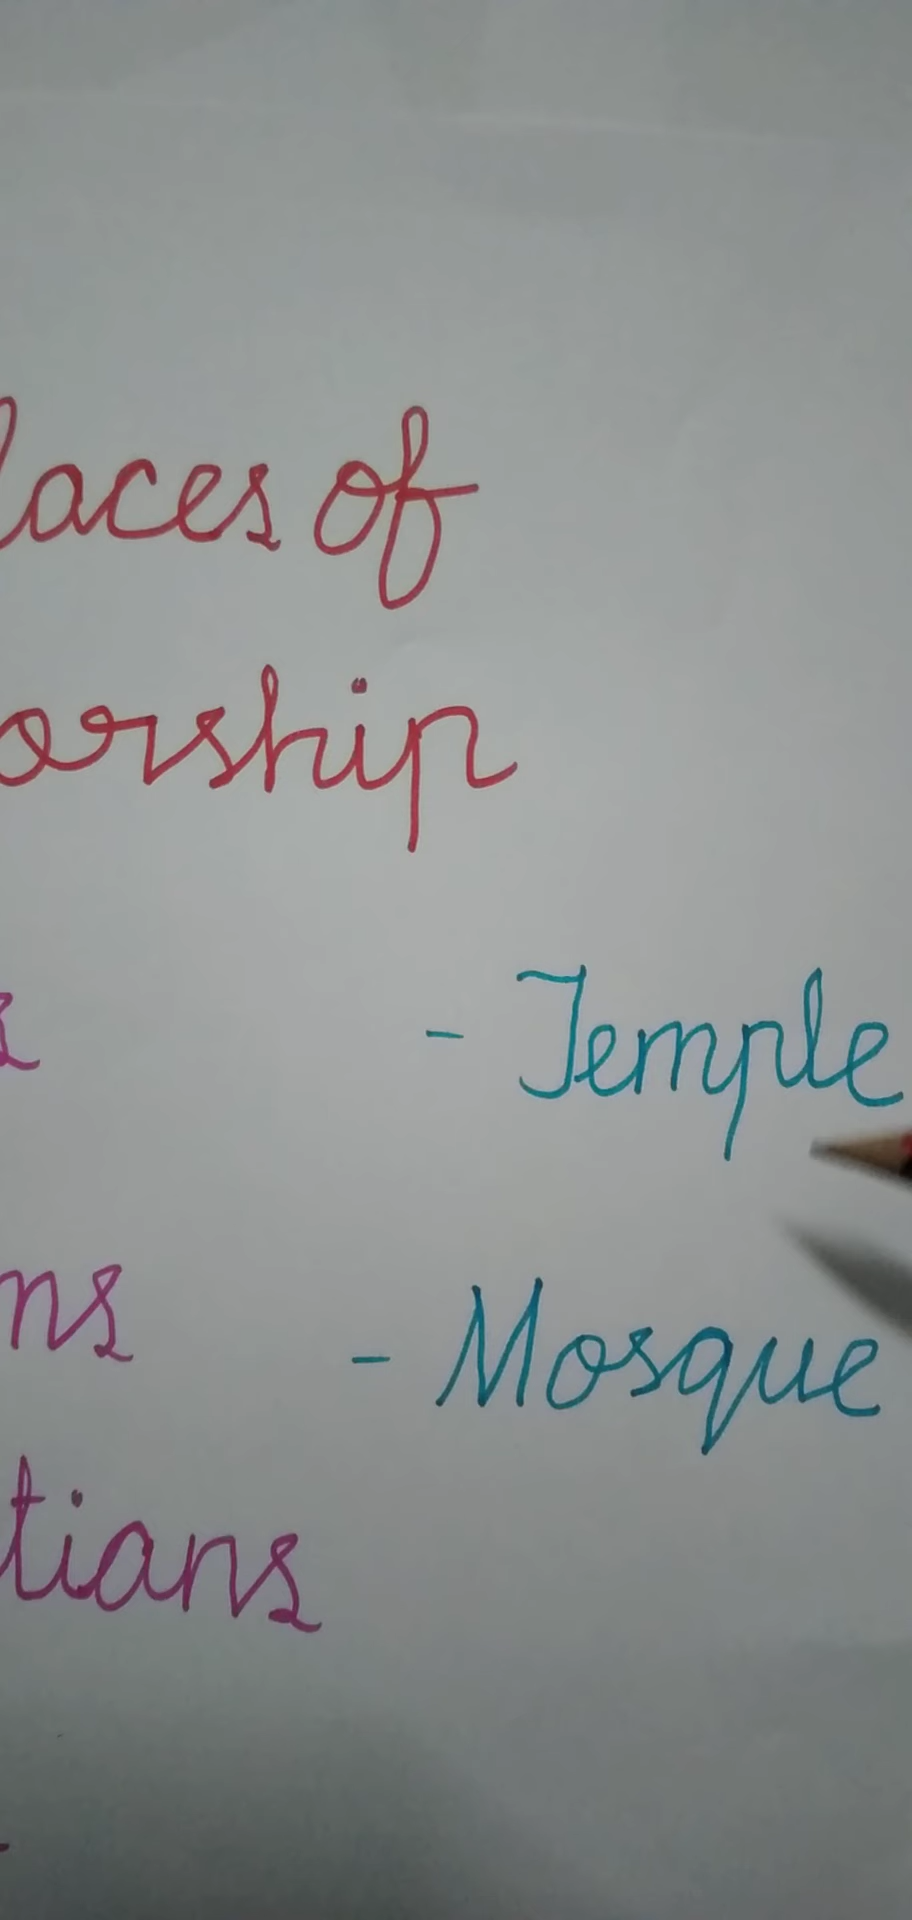 laces of
orship
s - Temple
ns - Mosque
tians